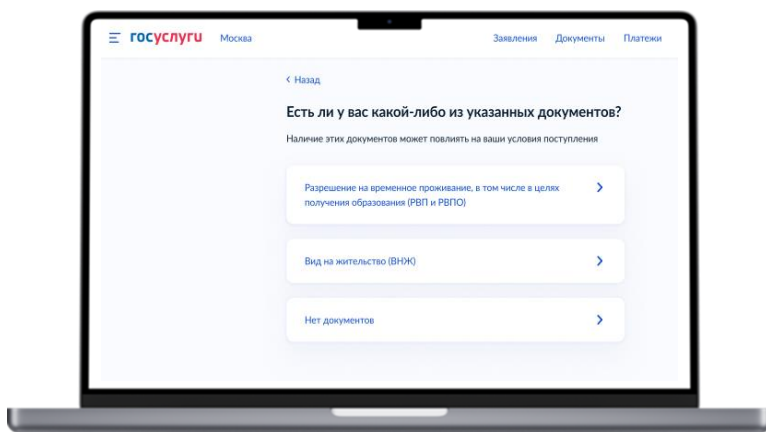 госуслуги Москва Заявления Документы Платежи
Назад
Есть ли у вас какой-либо из указанных документов?
Наличие этих документов может повлиять на ваши условия поступления
Разрешение на временное проживание, в том числе в целях
получения образования (РВП и РВПО)
Вид на жительство (ВНЖ)
Нет документов